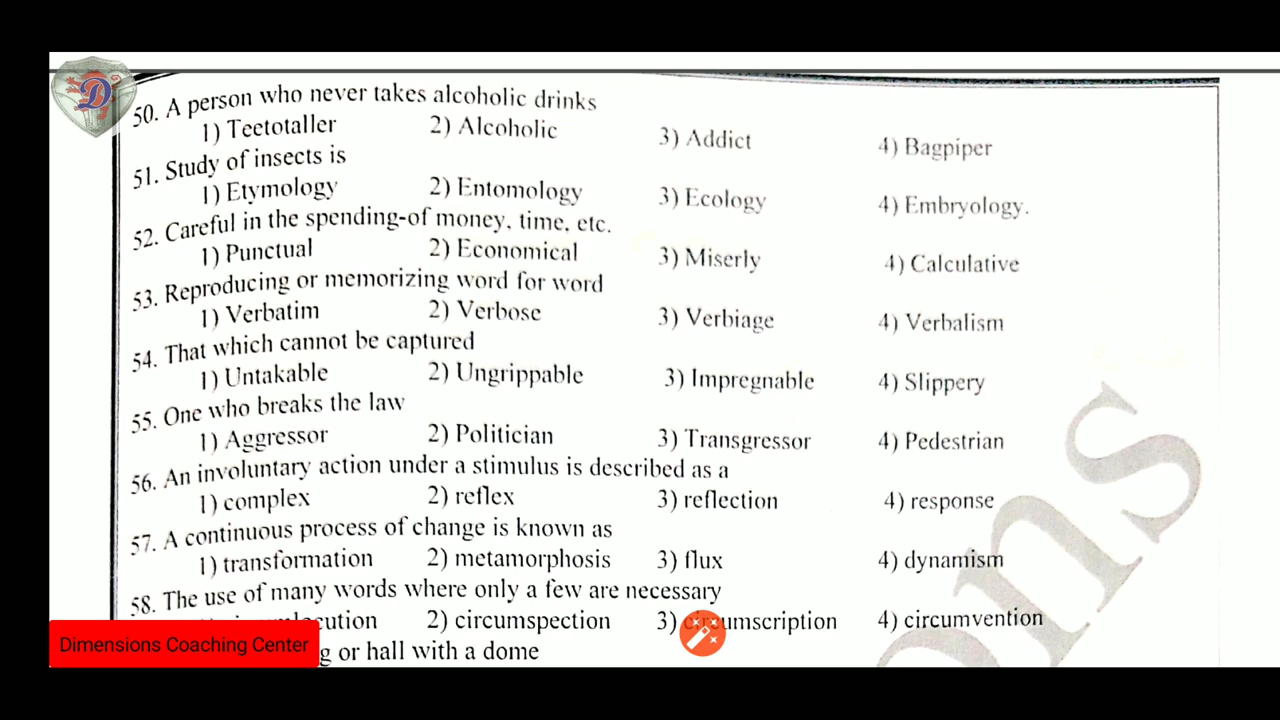 D
50. A person who never takes alcoholic drinks
1) Teetotaller 2) Alcoholic 3) Addict 4) Bagpiper
51. Study of insects is
1) Etymology 2) Entomology 3) Ecology 4) Embryology.
52. Careful in the spending-of money, time, etc.
1) Punctual 2) Economical 3) Miserly 4) Calculative
53. Reproducing or memorizing word for word
1) Verbatim 2) Verbose 3) Verbiage 4) Verbalism
54. That which cannot be captured
1) Untakable 2) Ungrippable 3) Impregnable 4) Slippery
55. One who breaks the law
1) Aggressor 2) Politician 3) Transgressor 4) Pedestrian
56. An involuntary action under a stimulus is described as a
1) complex 2) reflex 3) reflection 4) response
57. A continuous process of change is known as
1) transformation 2) metamorphosis 3) flux 4) dynamism
58. The use of many words where only a few are necessary
2) circumspection 3) circumscription 4) circumvention
or hall with a dome
Dimensions Coaching Center
ons